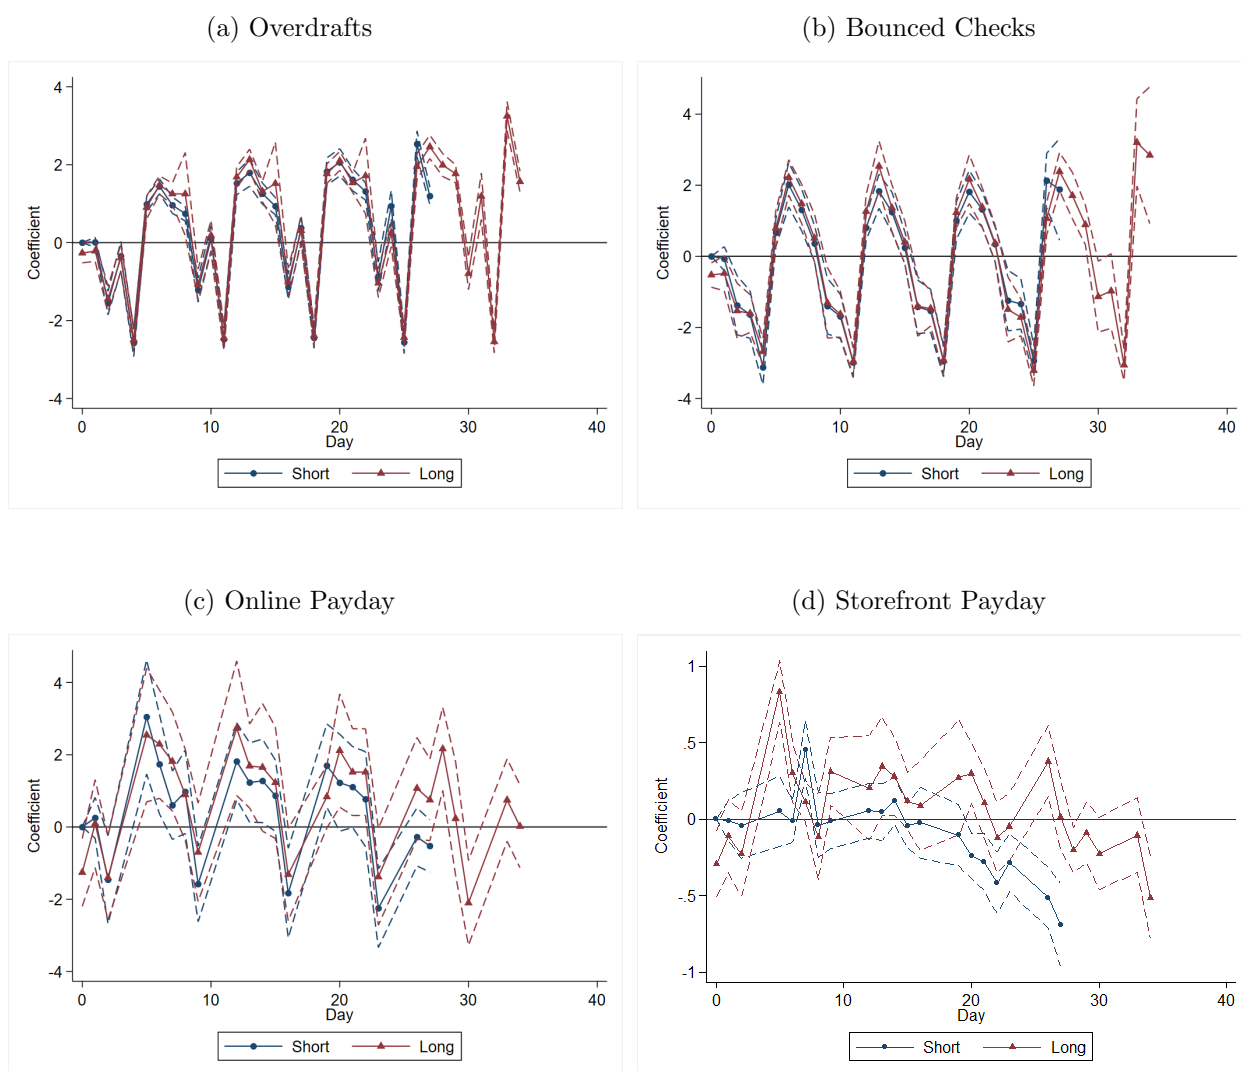 (a) Overdrafts
4
2
0
-2
-4
Coefficient
0 10 20 30 40
Day
Short Long
(b) Bounced Checks
4
2
0
-2
-4
Coefficient
0 10 20 30 40
Day
Short Long
(c) Online Payday
4
2
0
-2
-4
Coefficient
0 10 20 30 40
Day
Short Long
(d) Storefront Payday
1
.5
0
-.5
-1
Coefficient
0 10 20 30 40
Day
Short Long